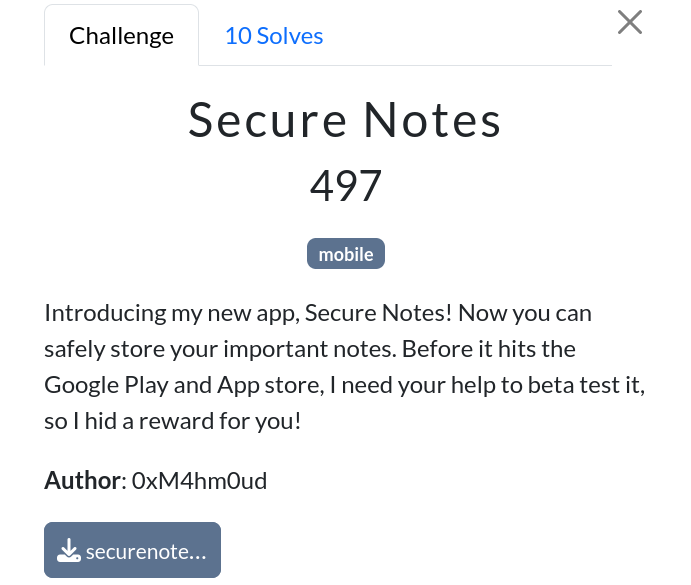 Challenge
10 Solves
Secure Notes
497
mobile
Introducing my new app, Secure Notes! Now you can
safely store your important notes. Before it hits the
Google Play and App store, I need your help to beta test it,
so I hid a reward for you!
Author: 0xM4hm0ud
securenote...